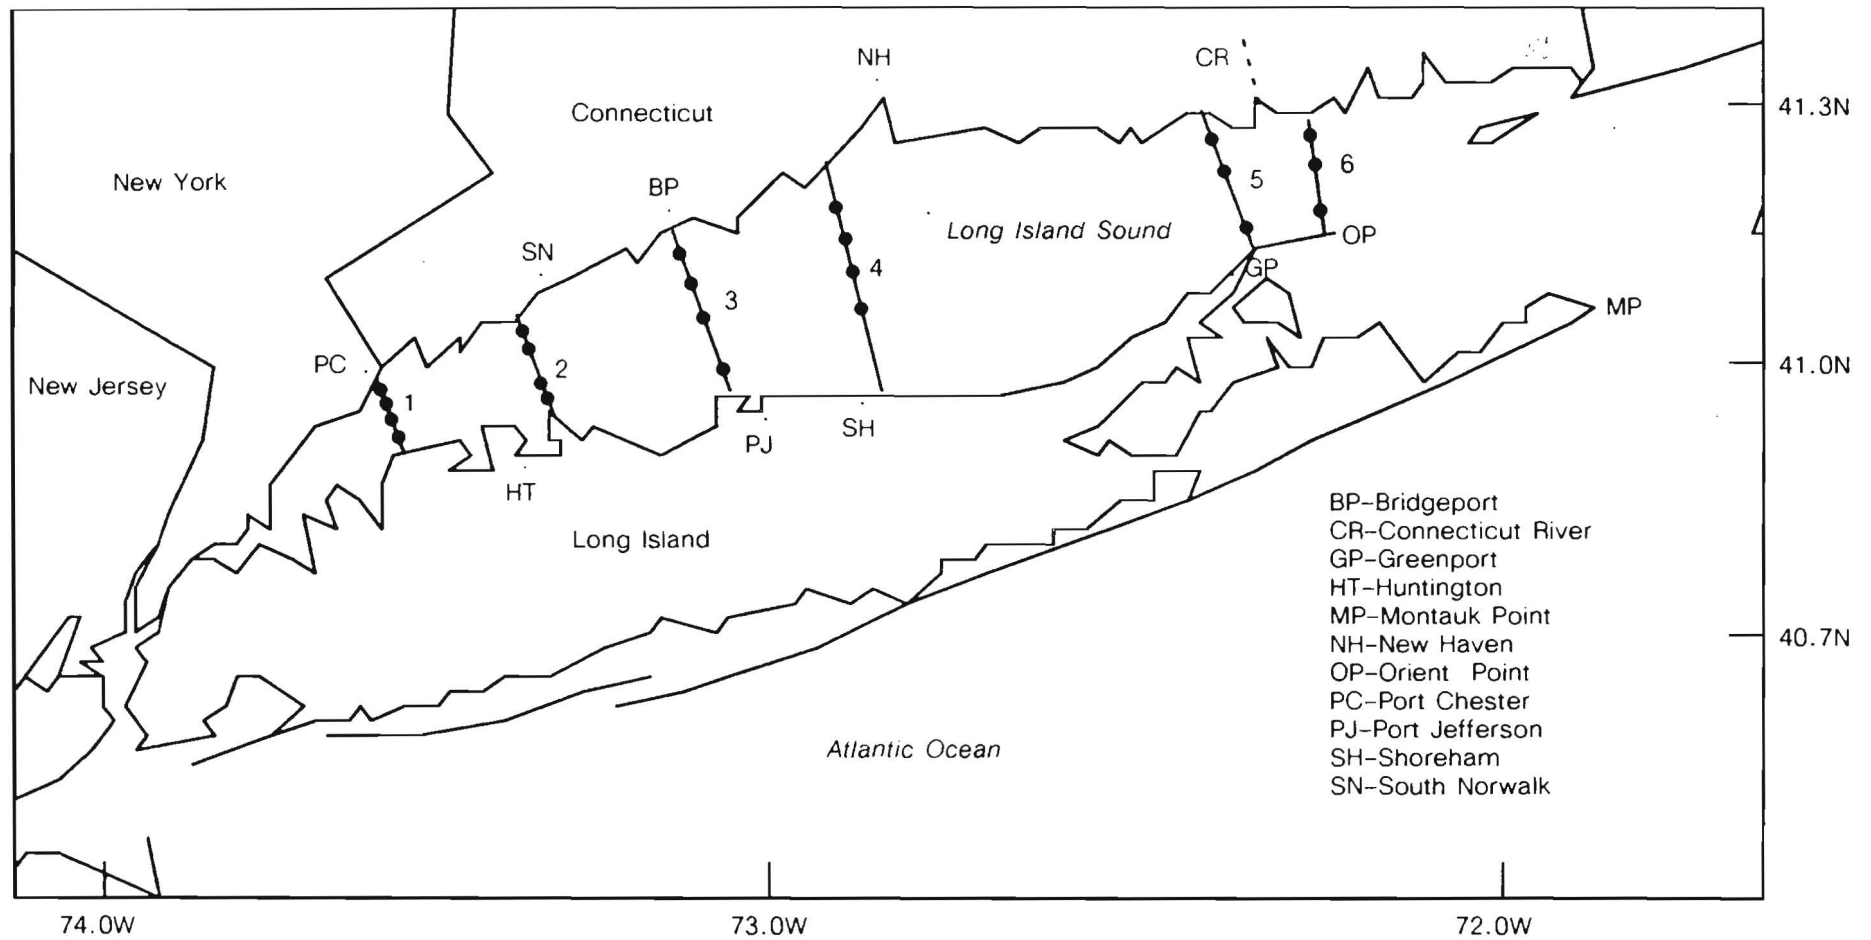 NH
CR
Connecticut
41.3N
New York
BP
6
5
Long Island Sound
OP
SN
4
GP
3
MP
PC
2
41.0N
New Jersey
1
SH
PJ
HT
Long Island
BP-Bridgeport
CR-Connecticut River
GP-Greenport
HT-Huntington
MP-Montauk Point
NH-New Haven
OP-Orient Point
PC-Port Chester
PJ-Port Jefferson
SH-Shoreham
SN-South Norwalk
40.7N
Atlantic Ocean
74.0W
73.0W
72.0W